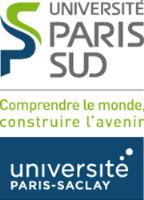 UNIVERSITÉ
PARIS
SUD
Comprendre le monde,
construire l'avenir
université
PARIS-SACLAY